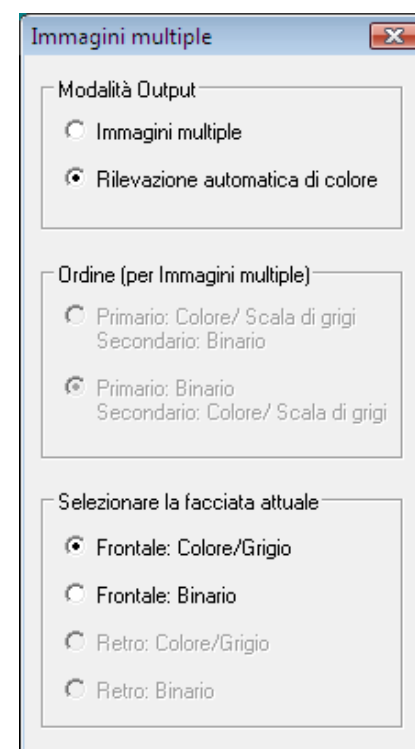 Immagini multiple
Modalità Output
Immagini multiple
Rilevazione automatica di colore
Ordine (per Immagini multiple)
Primario: Colore/ Scala di grigi
Secondario: Binario
Primario: Binario
Secondario: Colore/ Scala di grigi
Selezionare la facciata attuale
Frontale: Colore/Grigio
Frontale: Binario
Retro: Colore/Grigio
Retro: Binario